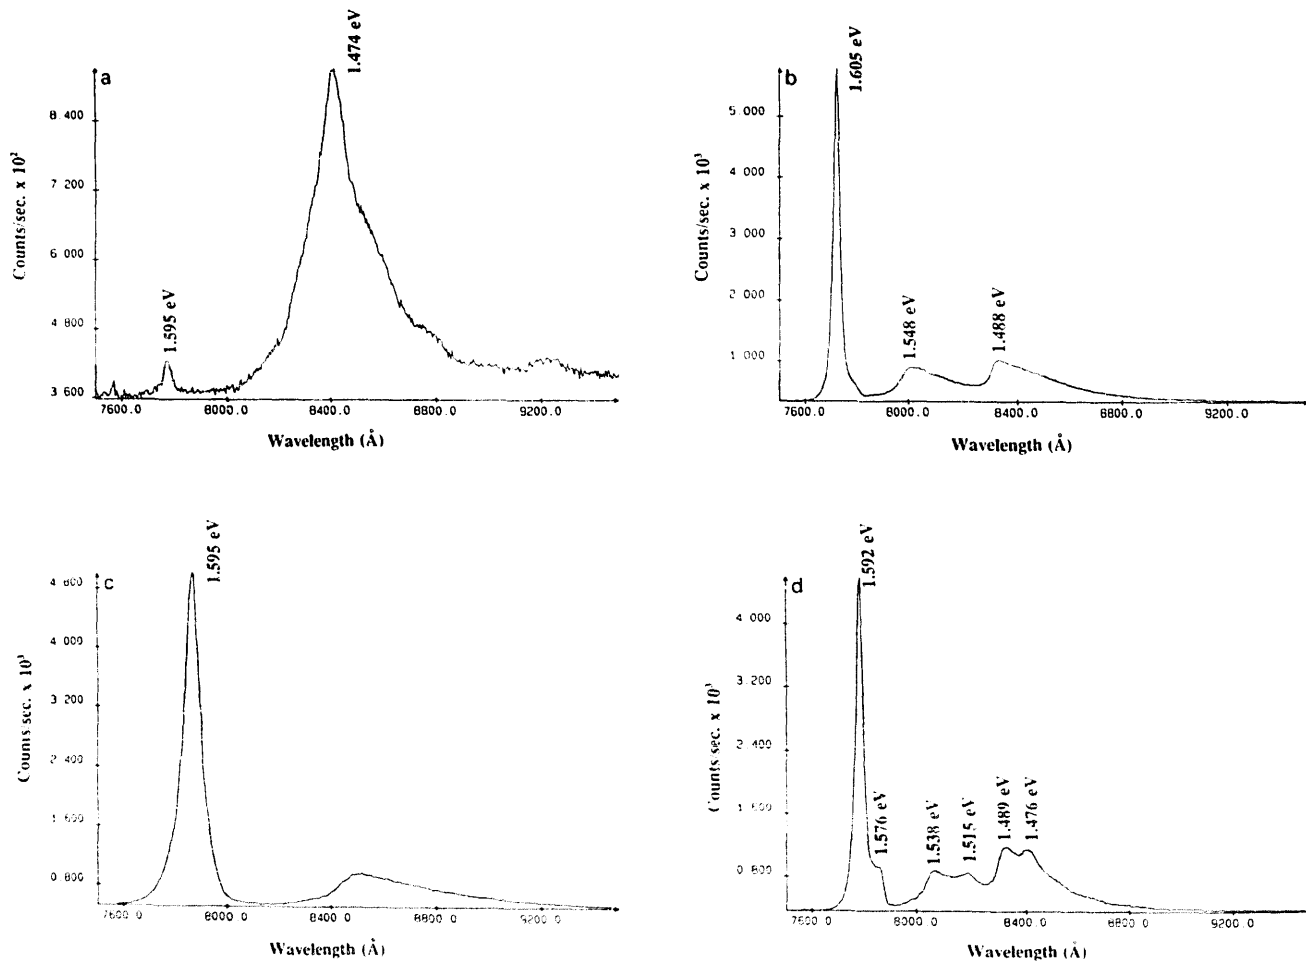 a
1.474 eV
8.400
7.200
6.000
4.800
3.600
1.595 eV
Counts/sec. x 10²
7600.0 8000.0 8400.0 8800.0 9200.0
Wavelength (Å)
b
1.605 eV
5.000
4.000
3 000
2 000
1 000
1.548 eV
1.488 eV
Counts/sec. x 10³
7600.0 8000.0 8400.0 8800.0 9200.0
Wavelength (Å)
c
1.595 eV
4 800
4 000
3 200
2 400
1 600
0 800
Counts sec. x 10³
7600 0 8000.0 8400.0 8800.0 9200.0
Wavelength (Å)
d
1.592 eV
4 000
3.200
2 400
0 800
1.576 eV
1.538 eV
1.515 eV
1.489 eV
1.476 eV
Counts sec. x 10³
7600 0 8000.0 8400.0 8800 0 9200.0
Wavelength (Å)